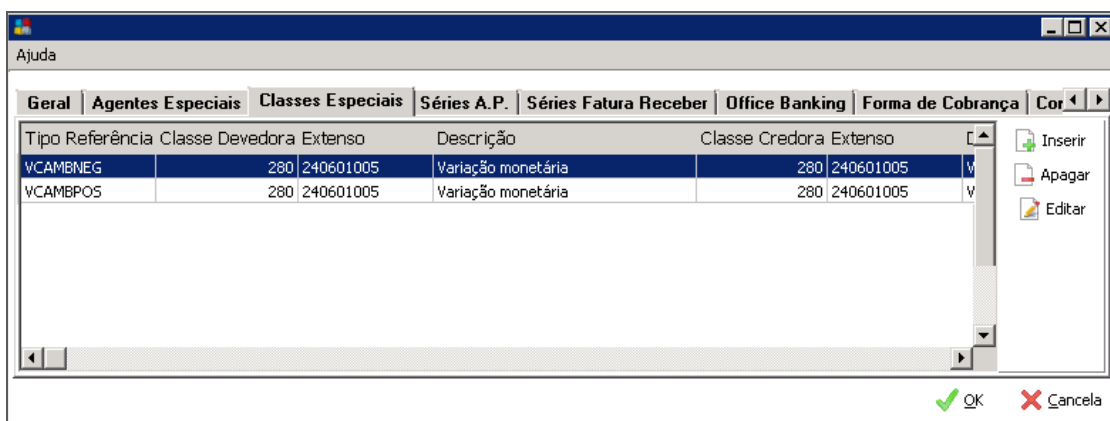 Ajuda
Geral Agentes Especiais Classes Especiais Séries A.P. Séries Fatura Receber Office Banking Forma de Cobrança
Tipo Referência Classe Devedora Extenso Descrição Classe Credora Extenso
VCAMBNEG 280 240601005 Variação monetária 280 240601005 V
VCAMBPOS 280 240601005 Variação monetária 280 240601005 V
Inserir
Apagar
Editar
OK Cancela